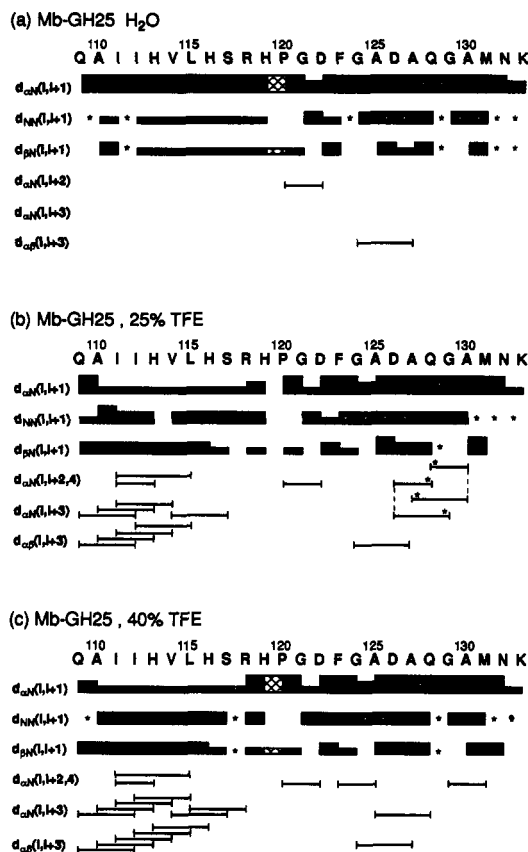 (a) Mb-GH25 H₂O
110 115 120 125 130
Q A I I H V L H S R H P G D F G A D A Q G A M N K
dαN(i,i+1)
dNN(i,i+1) * * * * * *
dβN(i,i+1) * * * *
dαN(i,i+2)
dαN(i,i+3)
dαβ(i,i+3)
(b) Mb-GH25 , 25% TFE
110 115 120 125 130
Q A I I H V L H S R H P G D F G A D A Q G A M N K
dαN(i,i+1)
dNN(i,i+1) * * *
dβN(i,i+1) *
dαN(i,i+2,4) * *
dαN(i,i+3) * *
dαβ(i,i+3)
(c) Mb-GH25 , 40% TFE
110 115 120 125 130
Q A I I H V L H S R H P G D F G A D A Q G A M N K
dαN(i,i+1)
dNN(i,i+1) * * * * *
dβN(i,i+1) * *
dαN(i,i+2,4)
dαN(i,i+3)
dαβ(i,i+3)